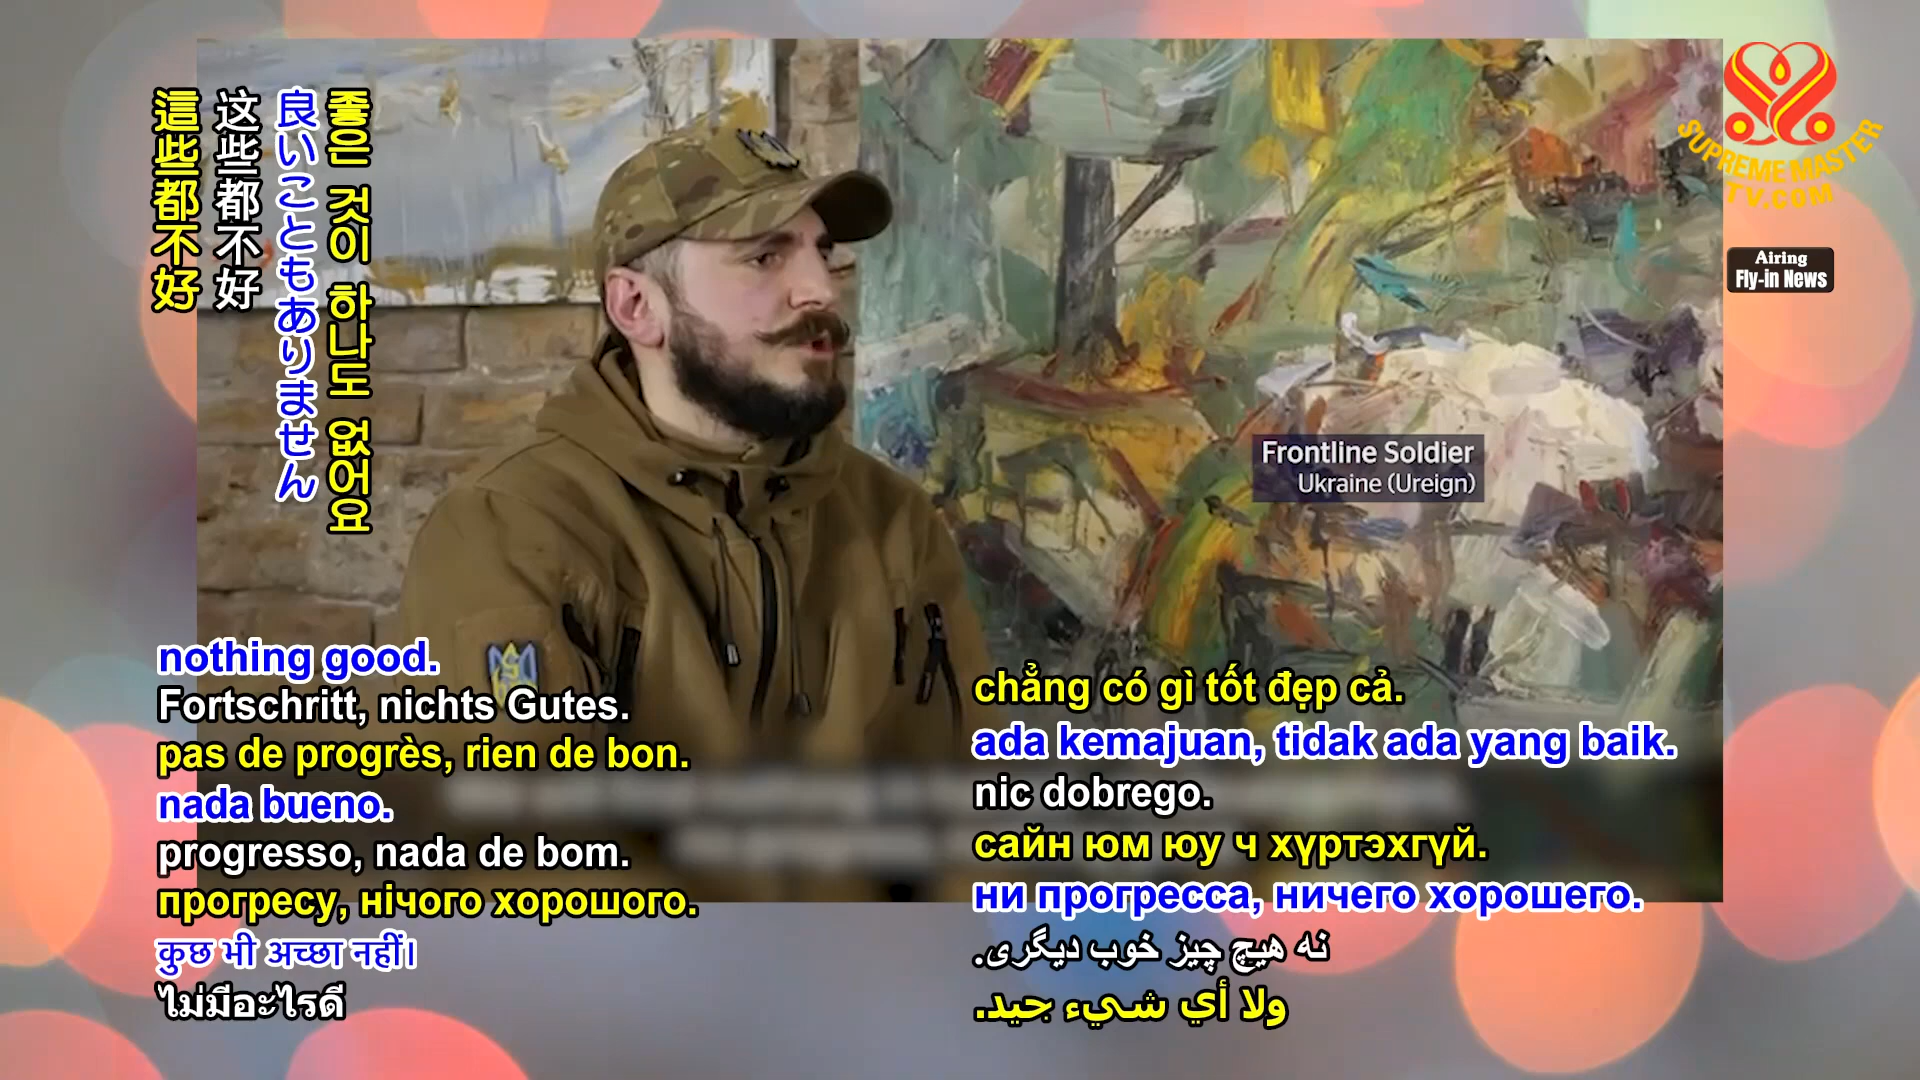 這些都不好
这些都不好
良いこともありません
좋은 것이 하나도 없어요
SUPREME MASTER
TV.COM
Airing
Fly-in News
Frontline Soldier
Ukraine (Ureign)
nothing good.
Fortschritt, nichts Gutes.
pas de progrès, rien de bon.
nada bueno.
progresso, nada de bom.
прогресу, нічого хорошого.
कुछ भी अच्छा नहीं।
ไม่มีอะไรดี
chẳng có gì tốt đẹp cả.
ada kemajuan, tidak ada yang baik.
nic dobrego.
сайн юм юу ч хүртэхгүй.
ни прогресса, ничего хорошего.
نه هیچ چیز خوب دیگری.
ولا أي شيء جيد.